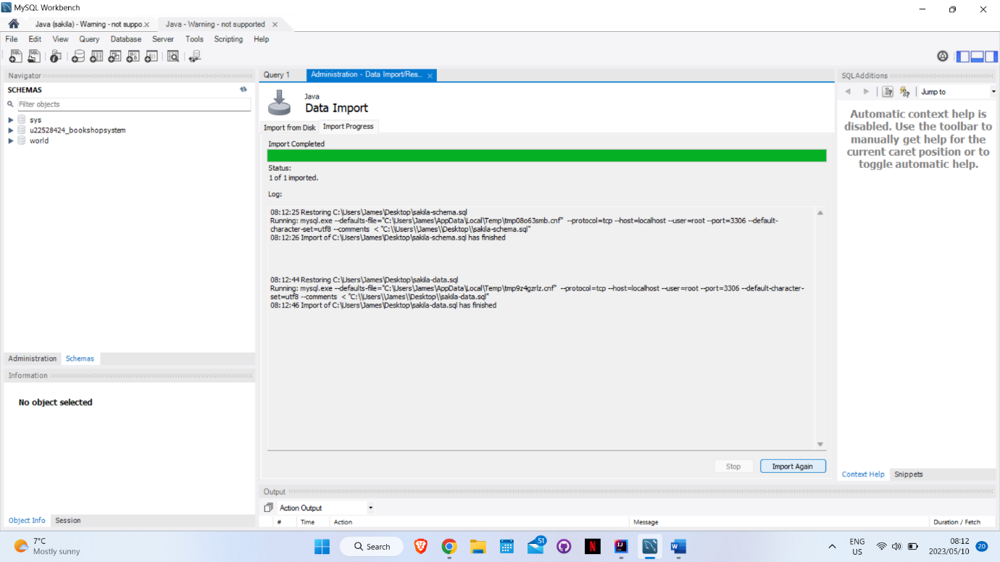 MySQL Workbench
Java (sakila) - Warning - not suppo. x
Java - Warning - not supported x
File Edit View Query Database Server Tools Scripting Help
Navigator
SCHEMAS
Filter objects
sys
u22528424_bookshopsystem
world
Administration Schemas
Information
No object selected
Object Info Session
Query 1
Administration - Data Import/Res... x
Java
Data Import
Import from Disk Import Progress
Import Completed
Status:
1 of 1 imported.
Log:
08:12:25 Restoring C:\Users\James\Desktop\sakila-schema.sql
Running: mysql.exe --defaults-file="C:\Users\James\AppData\Local\Temp\tmp08o63smb.cnf" --protocol=tcp --host=localhost --user=root --port=3306 --default-
character-set=utf8 --comments < "C:\\Users\\James\\Desktop\\sakila-schema.sql"
08:12:26 Import of C:\Users\James\Desktop\sakila-schema.sql has finished
08:12:44 Restoring C:\Users\James\Desktop\sakila-data.sql
Running: mysql.exe --defaults-file="C:\Users\James\AppData\Local\Temp\tmp9z4gzrlz.cnf" --protocol=tcp --host=localhost --user=root --port=3306 --default-character-
set=utf8 --comments < "C:\\Users\\James\\Desktop\\sakila-data.sql"
08:12:46 Import of C:\Users\James\Desktop\sakila-data.sql has finished
Stop Import Again
Output
Action Output
# Time Action Message Duration / Fetch
SQLAdditions
Jump to
Automatic context help is
disabled. Use the toolbar to
manually get help for the
current caret position or to
toggle automatic help.
Context Help Snippets
7°C
Mostly sunny
Search
51
ENG
US
08:12
2023/05/10
20